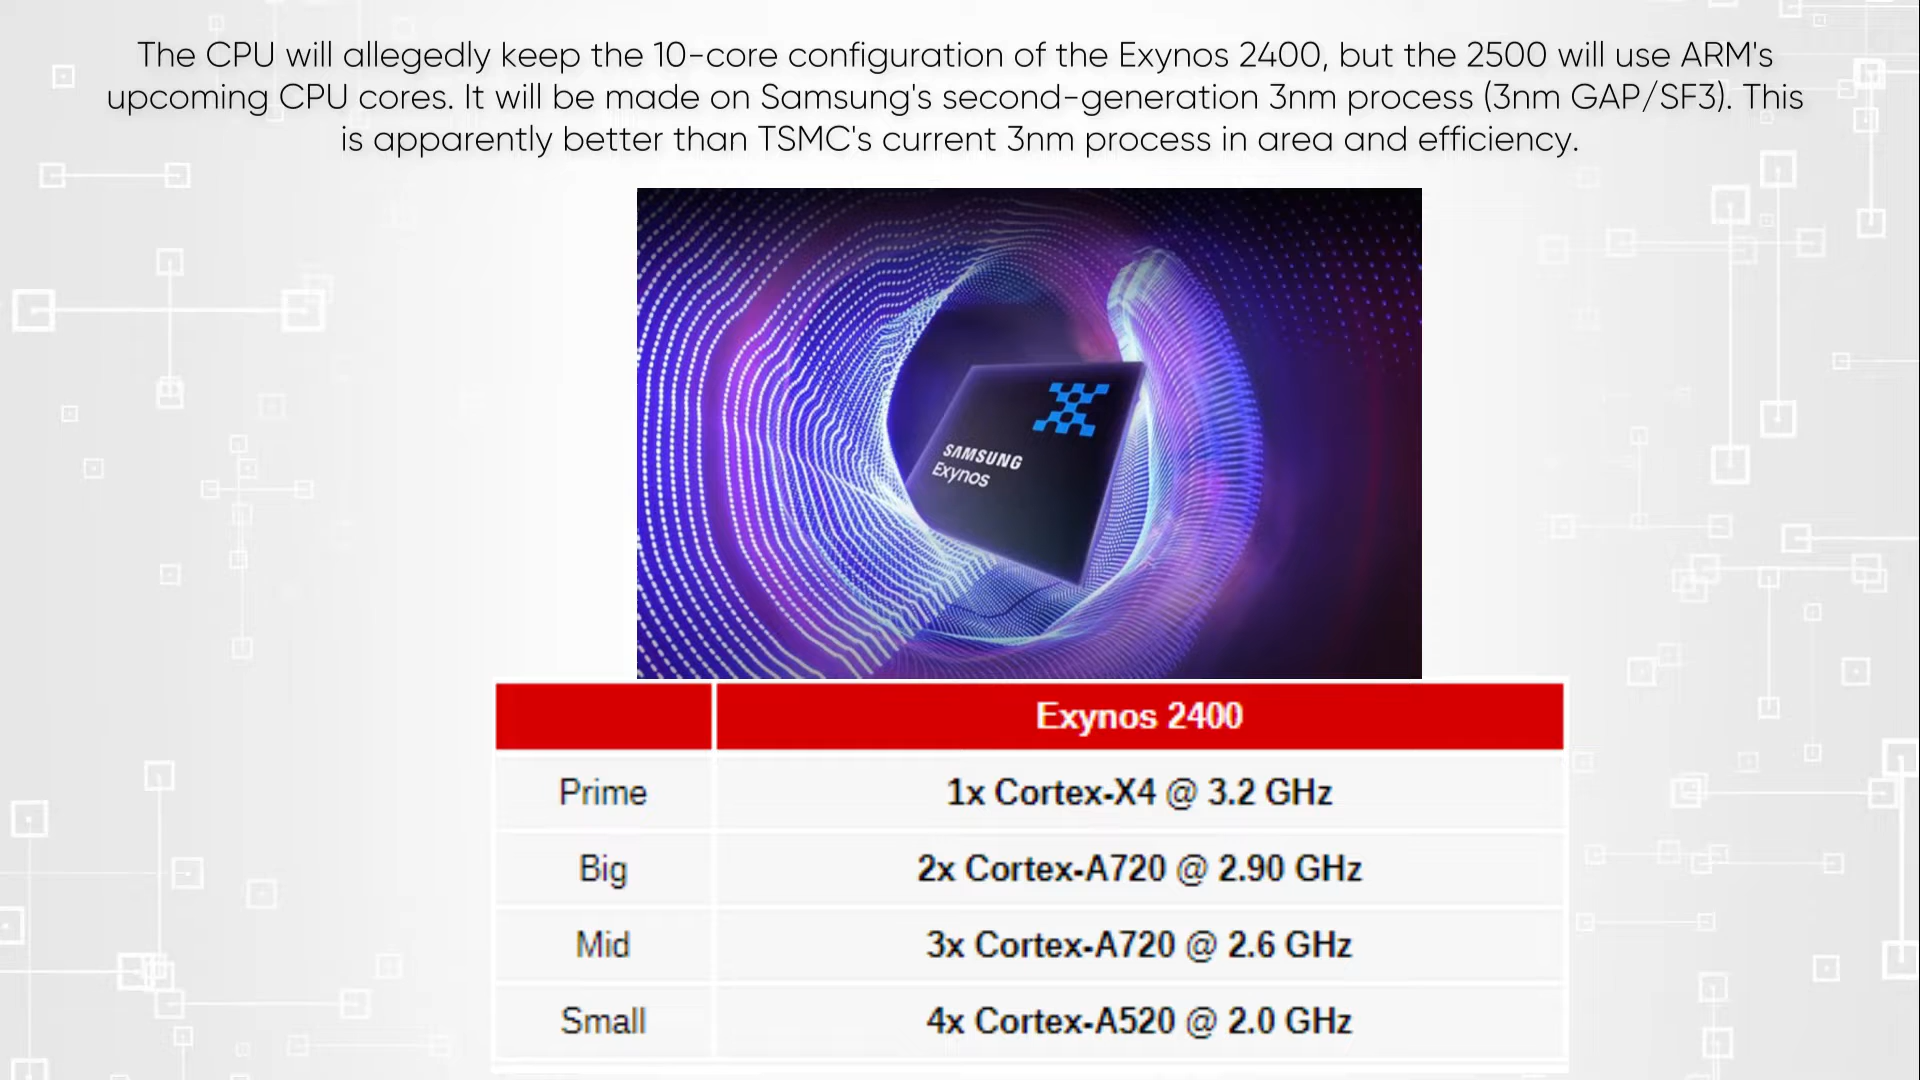 The CPU will allegedly keep the 10-core configuration of the Exynos 2400, but the 2500 will use ARM's
upcoming CPU cores. It will be made on Samsung's second-generation 3nm process (3nm GAP/SF3). This
is apparently better than TSMC's current 3nm process in area and efficiency.
SAMSUNG
Exynos
Exynos 2400
Prime 1x Cortex-X4 @ 3.2 GHz
Big 2x Cortex-A720 @ 2.90 GHz
Mid 3x Cortex-A720 @ 2.6 GHz
Small 4x Cortex-A520 @ 2.0 GHz